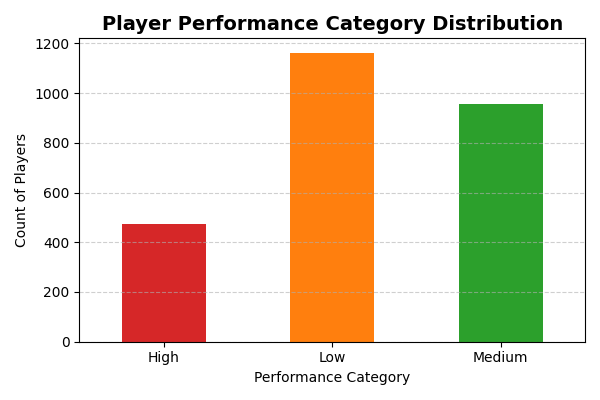 Player Performance Category Distribution
Count of Players
1200
1000
800
600
400
200
0
High Low Medium
Performance Category